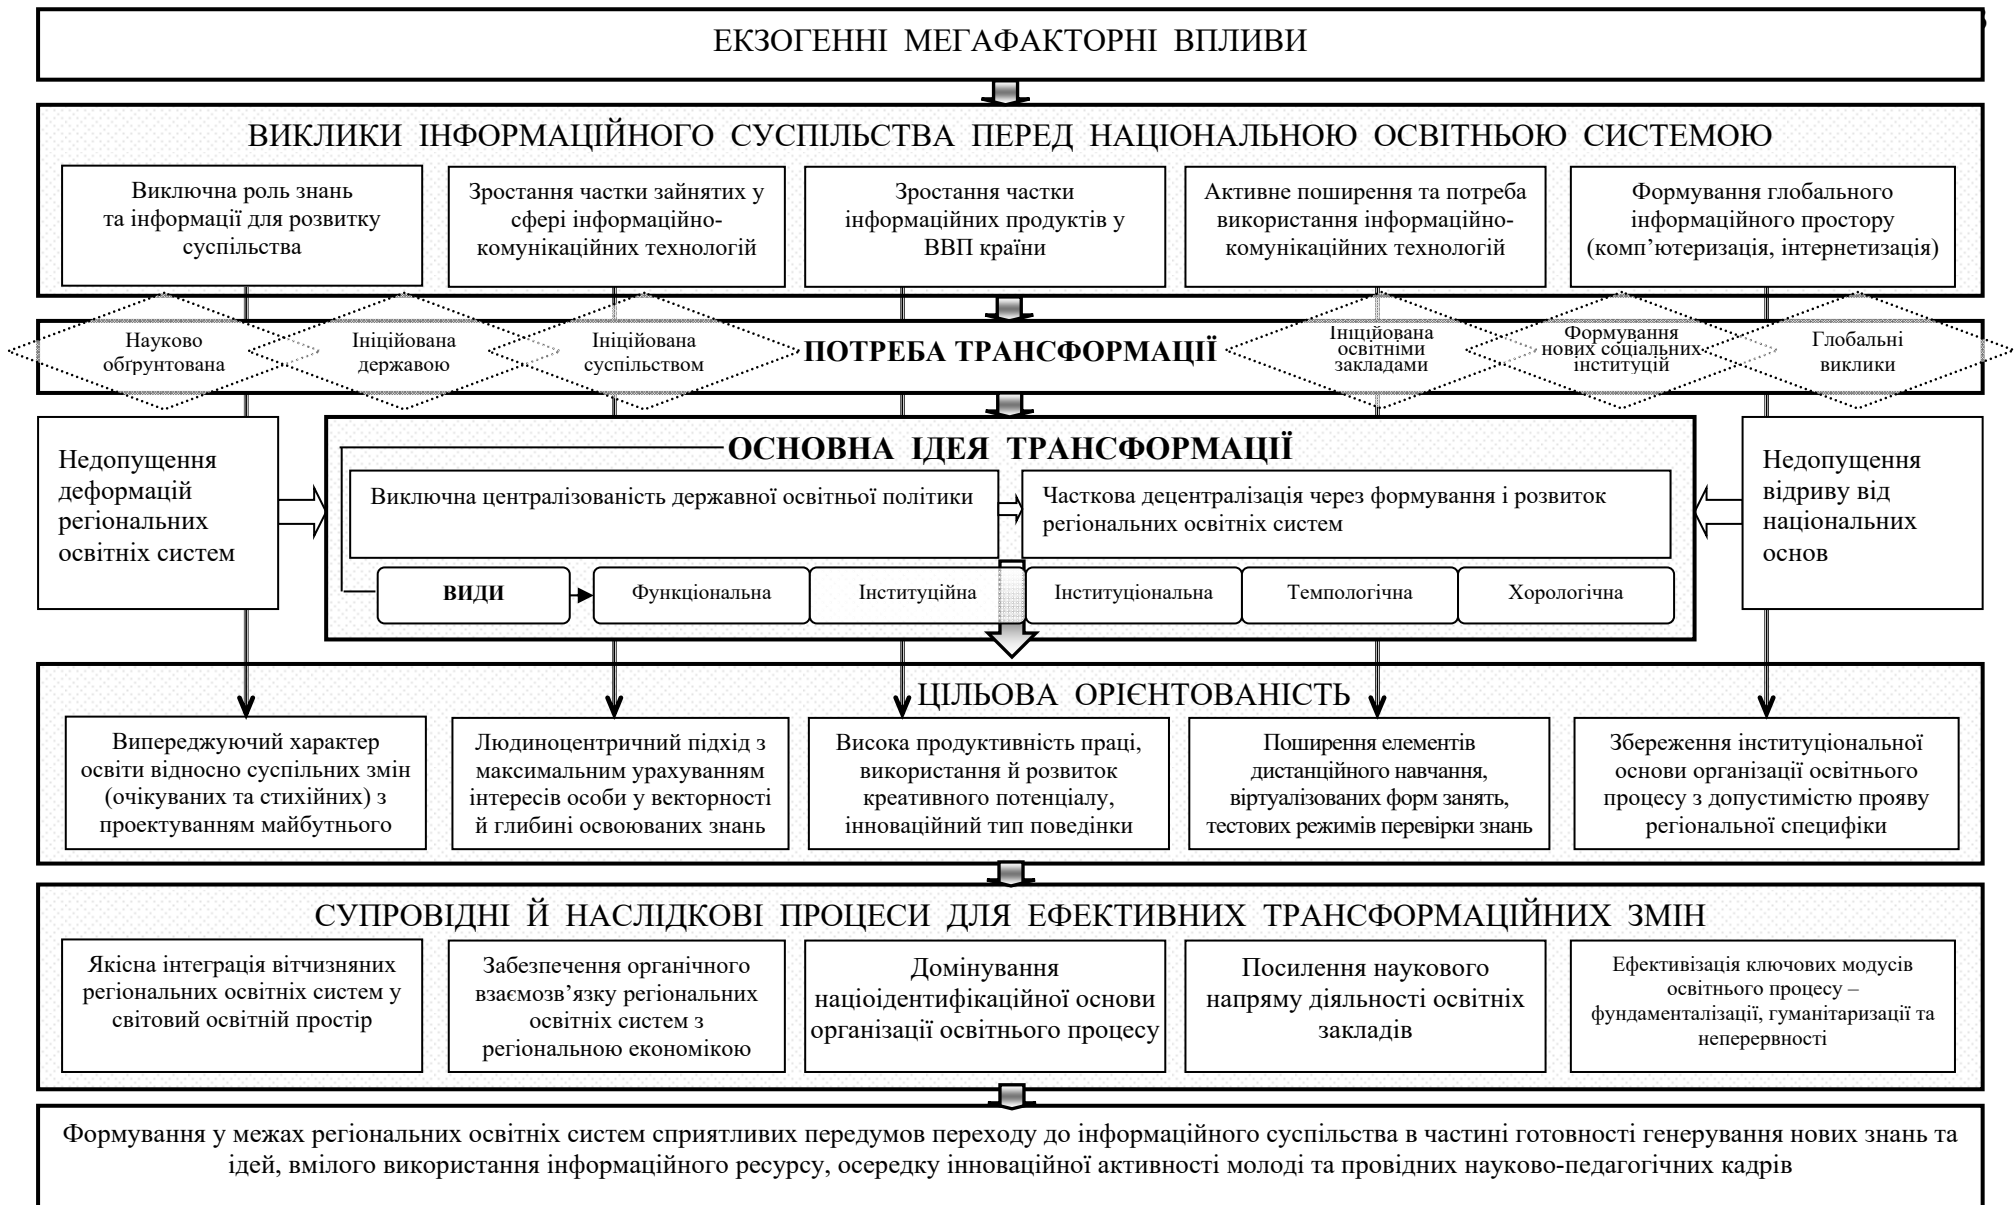 ЕКЗОГЕННІ МЕГАФАКТОРНІ ВПЛИВИ
ВИКЛИКИ ІНФОРМАЦІЙНОГО СУСПІЛЬСТВА ПЕРЕД НАЦІОНАЛЬНОЮ ОСВІТНЬОЮ СИСТЕМОЮ
Виключна роль знань
та інформації для розвитку
суспільства
Зростання частки зайнятих у
сфері інформаційно-
комунікаційних технологій
Зростання частки
інформаційних продуктів у
ВВП країни
Активне поширення та потреба
використання інформаційно-
комунікаційних технологій
Формування глобального
інформаційного простору
(комп’ютеризація, інтернетизація)
Науково
обґрунтована
Ініційована
державою
Ініційована
суспільством
ПОТРЕБА ТРАНСФОРМАЦІЇ
Ініційована
освітніми
закладами
Формування
нових соціальних
інституцій
Глобальні
виклики
Недопущення
деформацій
регіональних
освітніх систем
ОСНОВНА ІДЕЯ ТРАНСФОРМАЦІЇ
Виключна централізованість державної освітньої політики
Часткова децентралізація через формування і розвиток
регіональних освітніх систем
ВИДИ
Функціональна
Інституційна
Інституціональна
Темпологічна
Хорологічна
Недопущення
відриву від
національних
основ
ЦІЛЬОВА ОРІЄНТОВАНІСТЬ
Випереджуючий характер
освіти відносно суспільних змін
(очікуваних та стихійних) з
проектуванням майбутнього
Людиноцентричний підхід з
максимальним урахуванням
інтересів особи у векторності
й глибині освоюваних знань
Висока продуктивність праці,
використання й розвиток
креативного потенціалу,
інноваційний тип поведінки
Поширення елементів
дистанційного навчання,
віртуалізованих форм занять,
тестових режимів перевірки знань
Збереження інституціональної
основи організації освітнього
процесу з допустимістю прояву
регіональної специфіки
СУПРОВІДНІ Й НАСЛІДКОВІ ПРОЦЕСИ ДЛЯ ЕФЕКТИВНИХ ТРАНСФОРМАЦІЙНИХ ЗМІН
Якісна інтеграція вітчизняних
регіональних освітніх систем у
світовий освітній простір
Забезпечення органічного
взаємозв’язку регіональних
освітніх систем з
регіональною економікою
Домінування
націоідентифікаційної основи
організації освітнього процесу
Посилення наукового
напряму діяльності освітніх
закладів
Ефективізація ключових модусів
освітнього процесу –
фундаменталізації, гуманітаризації та
неперервності
Формування у межах регіональних освітніх систем сприятливих передумов переходу до інформаційного суспільства в частині готовності генерування нових знань та
ідей, вмілого використання інформаційного ресурсу, осередку інноваційної активності молоді та провідних науково-педагогічних кадрів